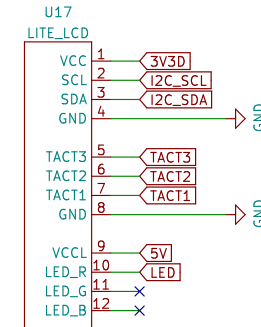 U17
LITE_LCD
VCC 1 3V3D
SCL 2 I2C_SCL
SDA 3 I2C_SDA
GND 4 GND
TACT3 5 TACT3
TACT2 6 TACT2
TACT1 7 TACT1
GND 8 GND
VCCL 9 5V
LED_R 10 LED
LED_G 11
LED_B 12